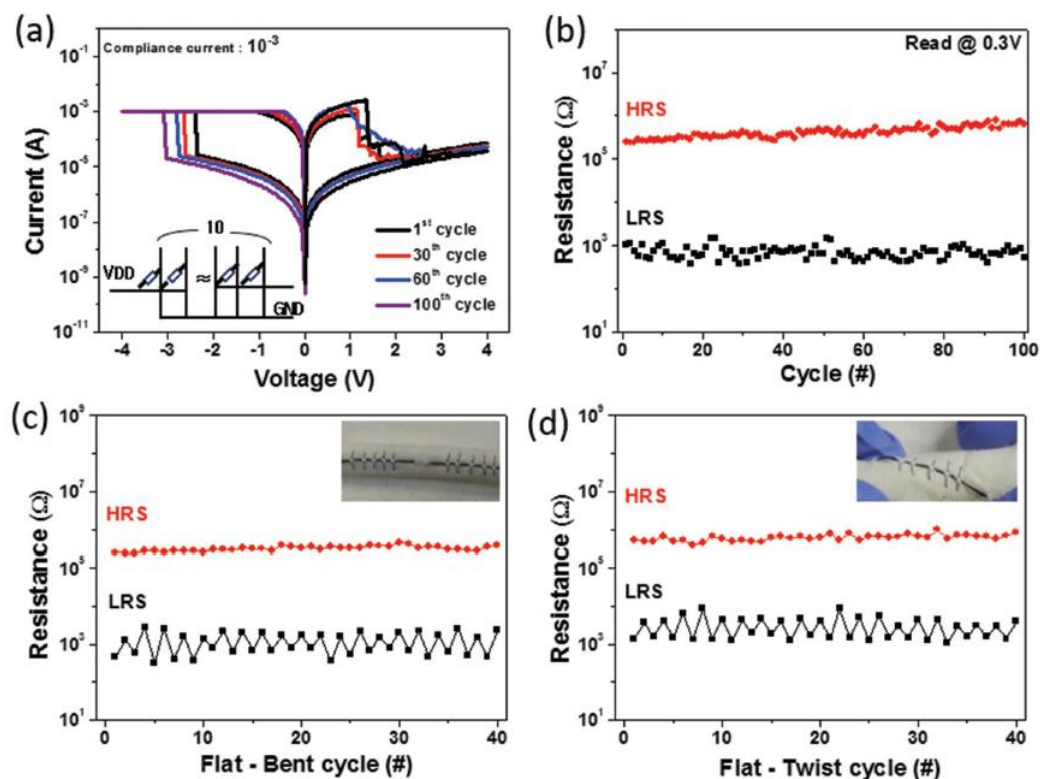 (a)
Compliance current : 10⁻³
Current (A)
10⁻¹
10⁻³
10⁻⁵
10⁻⁷
10⁻⁹
10⁻¹¹
10
VDD
≈
GND
1ˢᵗ cycle
30ᵗʰ cycle
60ᵗʰ cycle
100ᵗʰ cycle
-4 -3 -2 -1 0 1 2 3 4
Voltage (V)
(b)
Read @ 0.3V
Resistance (Ω)
10⁷
10⁵
10³
10¹
HRS
LRS
0 20 40 60 80 100
Cycle (#)
(c)
Resistance (Ω)
10⁹
10⁷
10⁵
10³
10¹
HRS
LRS
0 10 20 30 40
Flat - Bent cycle (#)
(d)
Resistance (Ω)
10⁹
10⁷
10⁵
10³
10¹
HRS
LRS
0 10 20 30 40
Flat - Twist cycle (#)